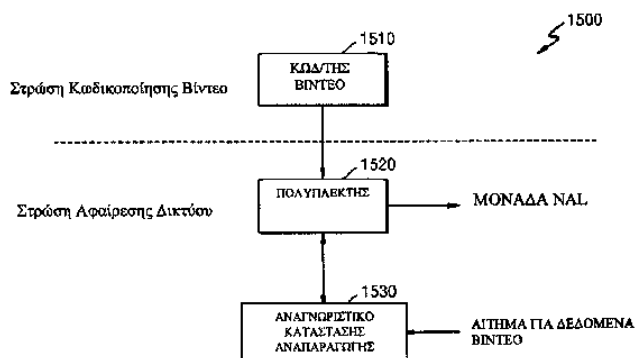 1500
1510
ΚΩΔ/ΤΗΣ
ΒΙΝΤΕΟ
Στρώση Κωδικοποίησης Βίντεο
1520
ΠΟΛΥΠΛΕΚΤΗΣ
Στρώση Αφαίρεσης Δικτύου
ΜΟΝΑΔΑ NAL
1530
ΑΝΑΓΝΩΡΙΣΤΙΚΟ
ΚΑΤΑΣΤΑΣΗΣ
ΑΝΑΠΑΡΑΓΩΓΗΣ
ΑΙΤΗΜΑ ΓΙΑ ΔΕΔΟΜΕΝΑ
ΒΙΝΤΕΟ